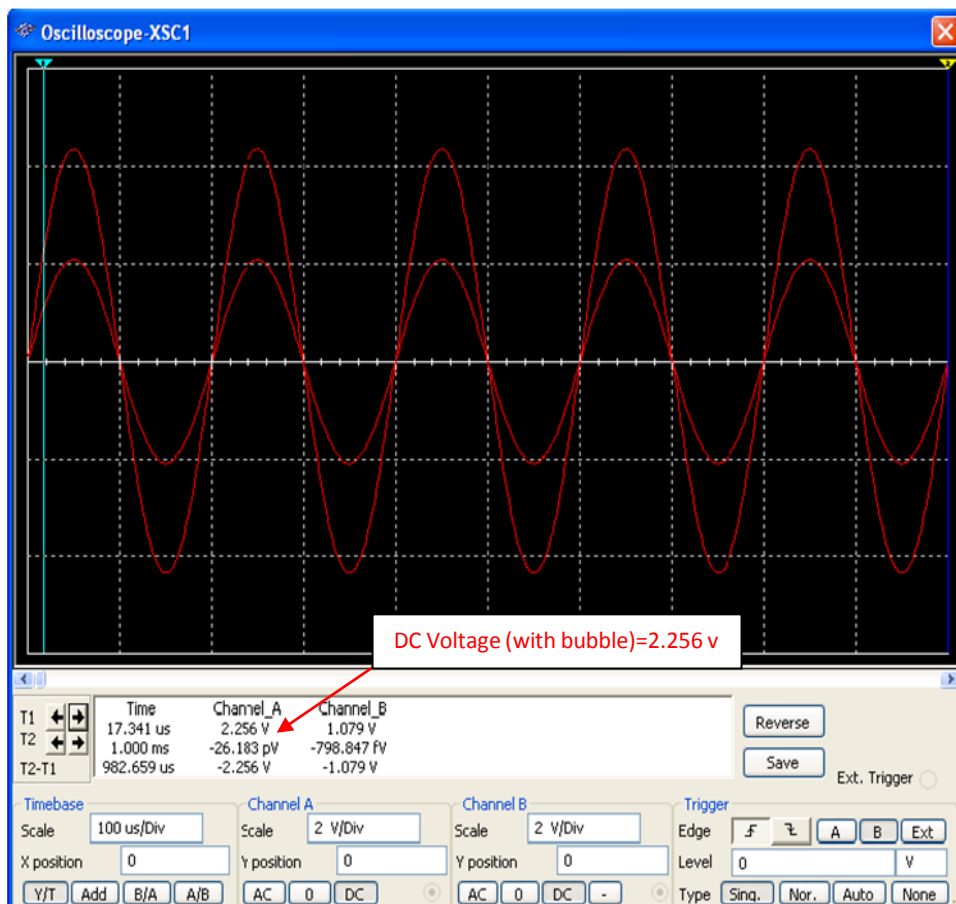 Oscilloscope-XSC1
1 2
DC Voltage (with bubble)=2.256 v
Time Channel_A Channel_B
T1 17.341 us 2.256 V 1.079 V
T2 1.000 ms -26.183 pV -798.847 fV
T2-T1 982.659 us -2.256 V -1.079 V
Reverse
Save
Ext. Trigger
Timebase
Scale 100 us/Div
X position 0
Y/T Add B/A A/B
Channel A
Scale 2 V/Div
Y position 0
AC 0 DC
Channel B
Scale 2 V/Div
Y position 0
AC 0 DC -
Trigger
Edge A B Ext
Level 0 V
Type Sing. Nor. Auto None